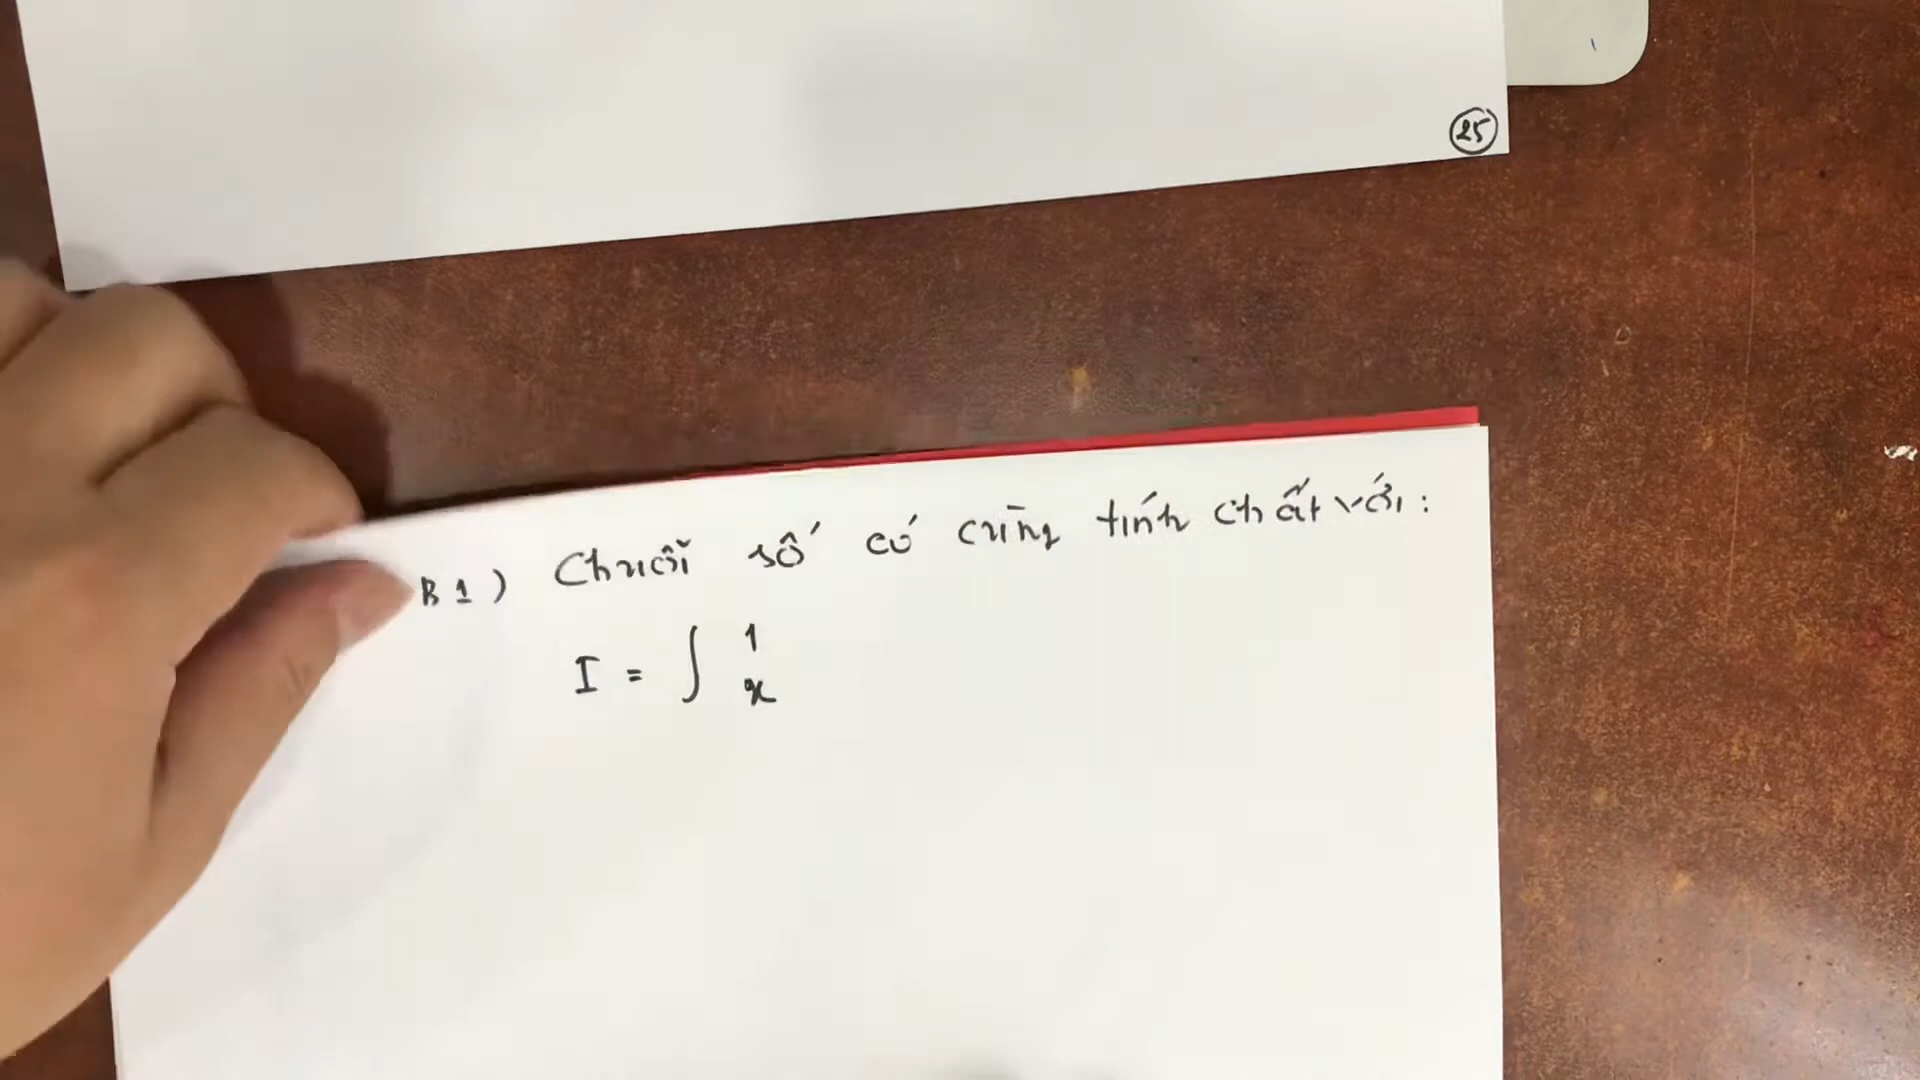 25
B1) Chuỗi số có cùng tính chất với:
I = ∫ 1
x